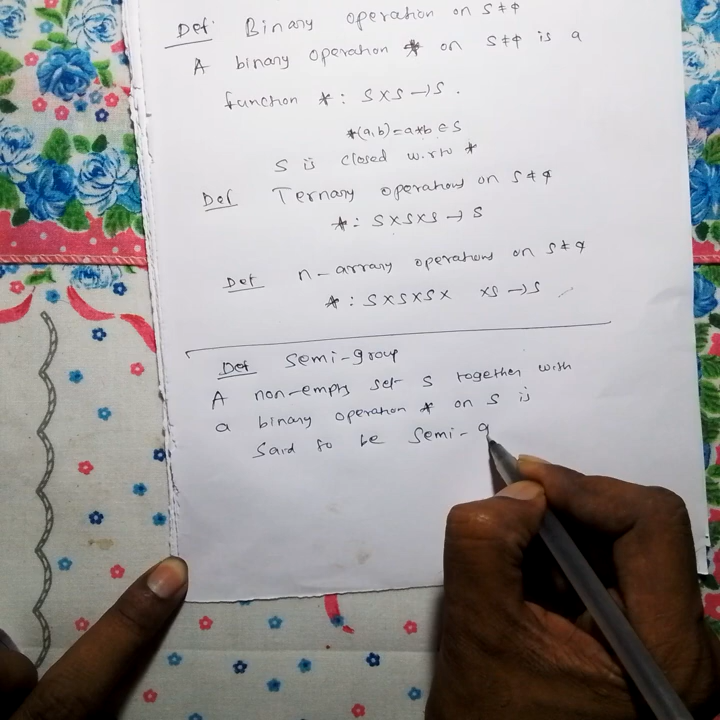 Def: Binary operation on S≠ϕ
A binary operation * on S≠ϕ is a
function *: S×S→S.
*(a,b)=a*b∈S
S is closed w.r.to *
Def Ternary operation on S≠ϕ
*: S×S×S→S
Def n-arrary operation on S≠ϕ
*: S×S×S× ×S→S
Def Semi-group
A non-empty set S together with
a binary operation * on S is
Said to be Semi-g